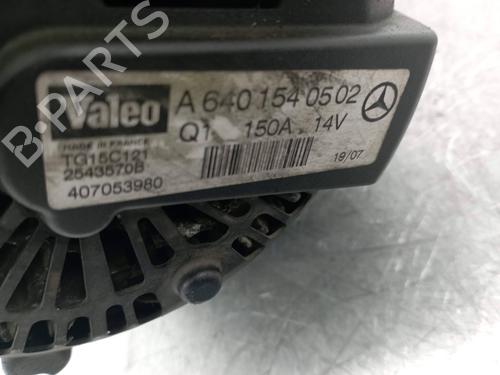 Valeo
A 640 154 05 02
Q1 150A 14V
MADE IN FRANCE
TG15C121
2543570B
407053980
19/07
B-PARTS